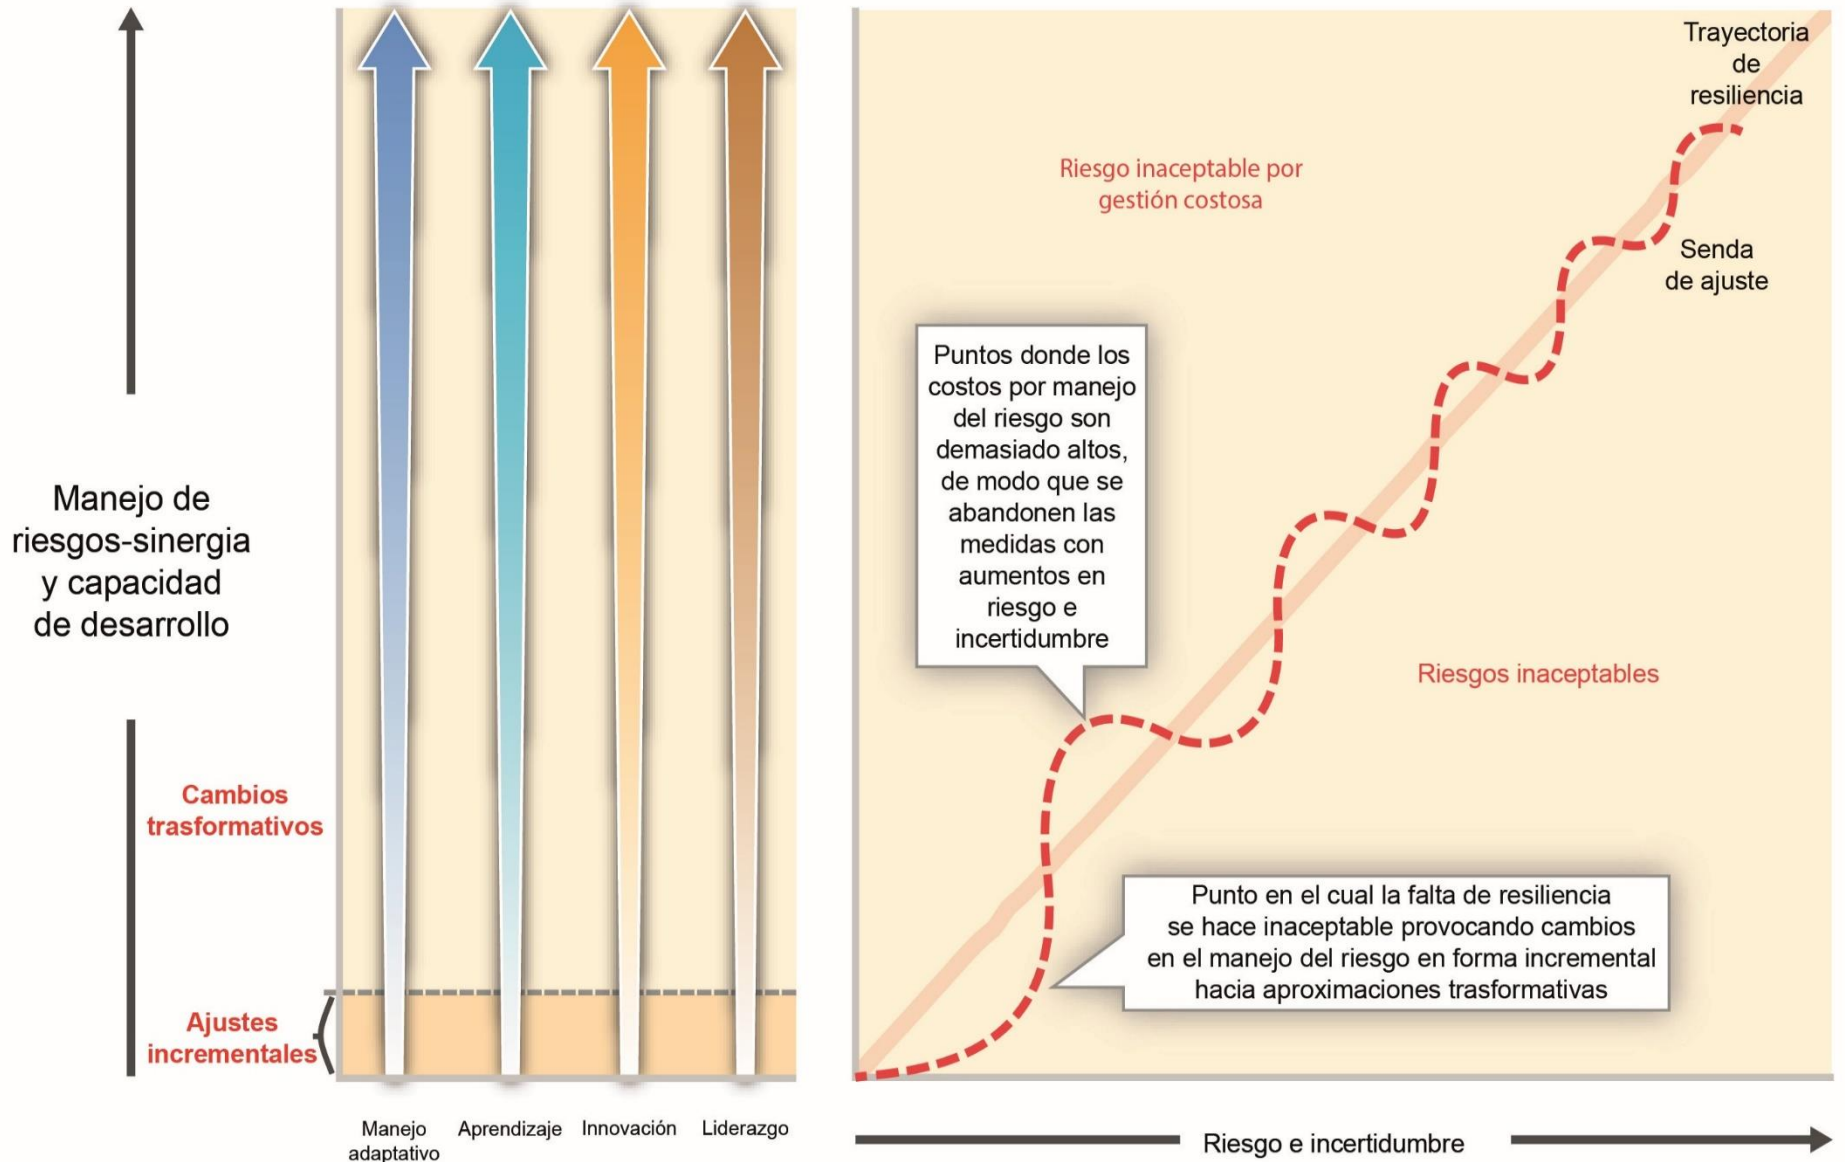 Manejo de
riesgos-sinergia
y capacidad
de desarrollo
Cambios
trasformativos
Ajustes
incrementales
Manejo
adaptativo
Aprendizaje
Innovación
Liderazgo
Trayectoria
de
resiliencia
Riesgo inaceptable por
gestión costosa
Senda
de ajuste
Puntos donde los
costos por manejo
del riesgo son
demasiado altos,
de modo que se
abandonen las
medidas con
aumentos en
riesgo e
incertidumbre
Riesgos inaceptables
Punto en el cual la falta de resiliencia
se hace inaceptable provocando cambios
en el manejo del riesgo en forma incremental
hacia aproximaciones trasformativas
Riesgo e incertidumbre